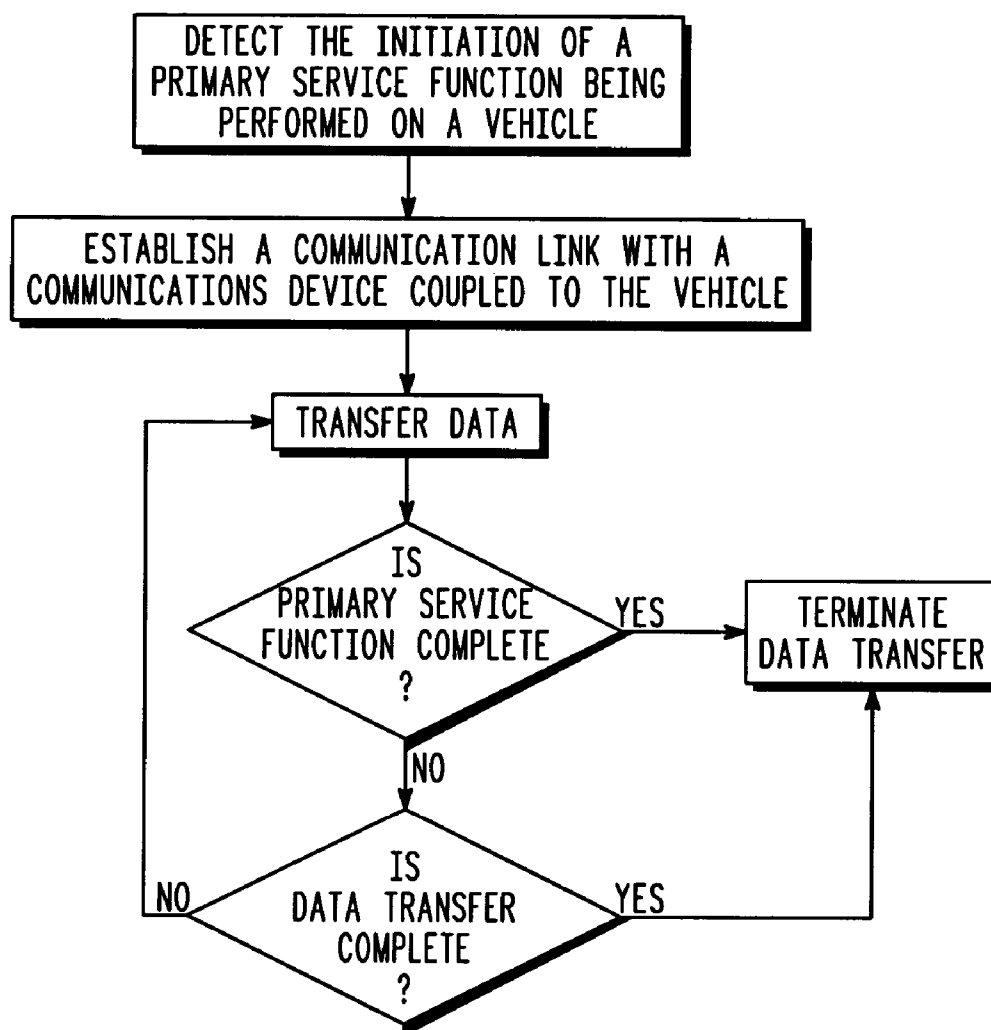 DETECT THE INITIATION OF A
PRIMARY SERVICE FUNCTION BEING
PERFORMED ON A VEHICLE
ESTABLISH A COMMUNICATION LINK WITH A
COMMUNICATIONS DEVICE COUPLED TO THE VEHICLE
TRANSFER DATA
IS
PRIMARY SERVICE
FUNCTION COMPLETE
?
YES
TERMINATE
DATA TRANSFER
NO
IS
DATA TRANSFER
COMPLETE
?
NO
YES